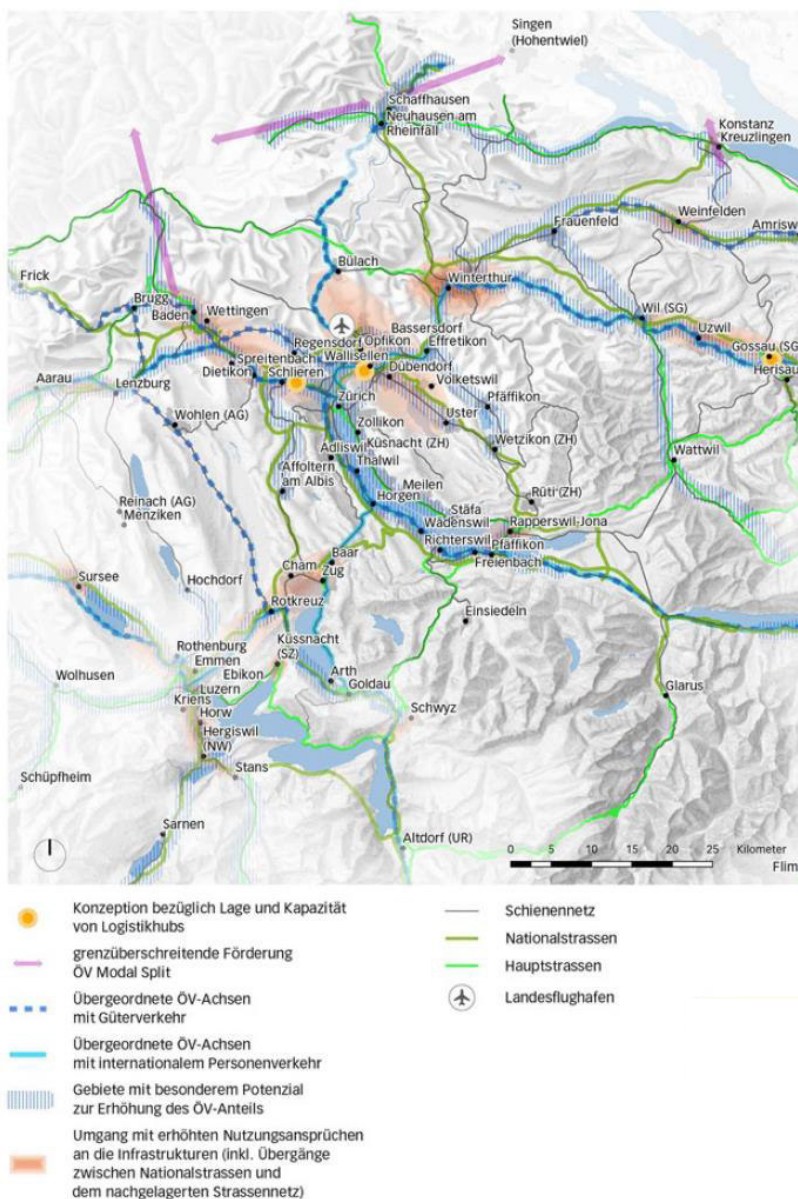 Singen
(Hohentwiel)
Schaffhausen
Neuhausen am
Rheinfall
Konstanz
Kreuzlingen
Weinfelden
Frauenfeld
Amrisw
Bülach
Frick
Winterthur
Brugg
Baden
Wettingen
Wil (SG)
Uzwil
Bassersdorf
Opfikon
Effretikon
Regensdorf
Wallisellen
Gossau (SG
Spreitenbach
Dübendorf
Herisau
Dietikon
Schlieren
Volketswil
Aarau
Lenzburg
Pfäffikon
Zürich
Wohlen (AG)
Uster
Zollikon
Küsnacht (ZH)
Wetzikon (ZH)
Adliswil
Wattwil
Affoltern
am Albis
Thalwil
Meilen
Rüti (ZH)
Horgen
Reinach (AG)
Menziken
Stäfa
Wädenswil
Rapperswil-Jona
Richterswil
Pfäffikon
Freienbach
Baar
Cham
Zug
Sursee
Hochdorf
Rotkreuz
Einsiedeln
Küssnacht
(SZ)
Rothenburg
Emmen
Ebikon
Wolhusen
Arth
Goldau
Luzern
Glarus
Kriens
Schwyz
Horw
Hergiswil
(NW)
Stans
Schüpfheim
Sarnen
Altdorf (UR)
0 5 10 15 20 25 Kilometer
Flim
Konzeption bezüglich Lage und Kapazität
von Logistikhubs
grenzüberschreitende Förderung
ÖV Modal Split
Übergeordnete ÖV-Achsen
mit Güterverkehr
Übergeordnete ÖV-Achsen
mit internationalem Personenverkehr
Gebiete mit besonderem Potenzial
zur Erhöhung des ÖV-Anteils
Umgang mit erhöhten Nutzungsansprüchen
an die Infrastrukturen (inkl. Übergänge
zwischen Nationalstrassen und
dem nachgelagerten Strassennetz)
Schienennetz
Nationalstrassen
Hauptstrassen
Landesflughafen